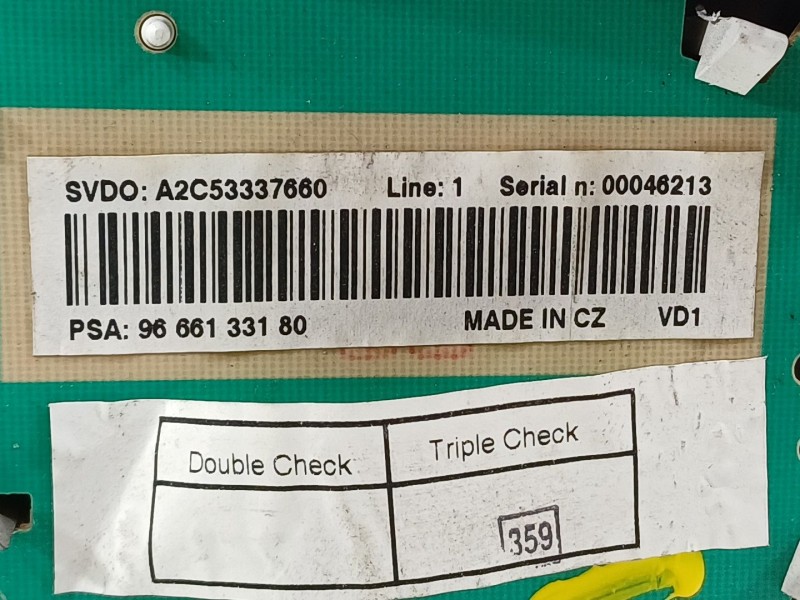 SVDO: A2C53337660 Line: 1 Serial n: 00046213
PSA: 96 661 331 80 MADE IN CZ VD1
Double Check Triple Check
359